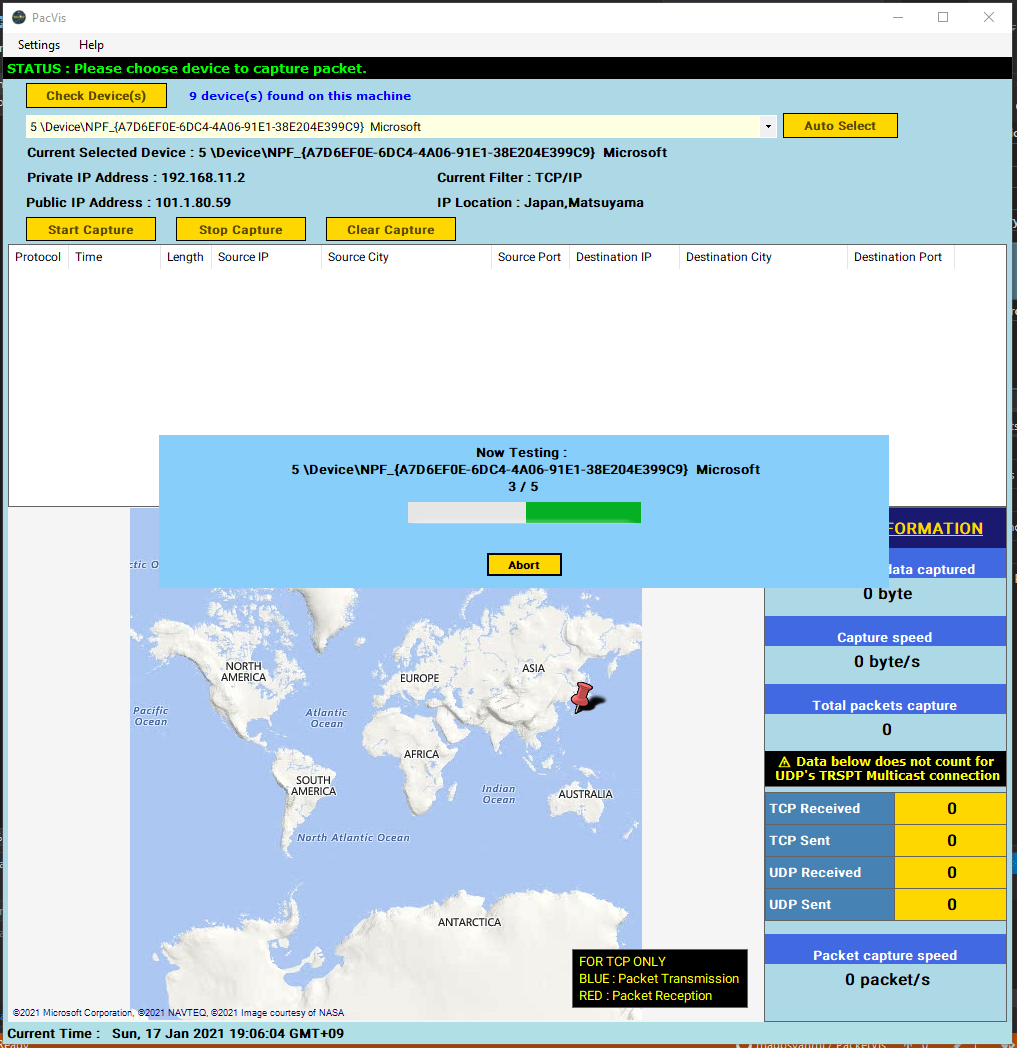 PacVis
Settings Help
STATUS : Please choose device to capture packet.
Check Device(s) 9 device(s) found on this machine
5 \Device\NPF_{A7D6EF0E-6DC4-4A06-91E1-38E204E399C9} Microsoft Auto Select
Current Selected Device : 5 \Device\NPF_{A7D6EF0E-6DC4-4A06-91E1-38E204E399C9} Microsoft
Private IP Address : 192.168.11.2 Current Filter : TCP/IP
Public IP Address : 101.1.80.59 IP Location : Japan,Matsuyama
Start Capture Stop Capture Clear Capture
Protocol Time Length Source IP Source City Source Port Destination IP Destination City Destination Port
Now Testing :
5 \Device\NPF_{A7D6EF0E-6DC4-4A06-91E1-38E204E399C9} Microsoft
3 / 5
Abort
FORMATION
data captured
0 byte
Capture speed
0 byte/s
Total packets capture
0
⚠ Data below does not count for
UDP's TRSPT Multicast connection
TCP Received 0
TCP Sent 0
UDP Received 0
UDP Sent 0
Packet capture speed
0 packet/s
ctic O
NORTH
AMERICA
EUROPE
ASIA
Pacific
Ocean
Atlantic
Ocean
AFRICA
SOUTH
AMERICA
Indian
Ocean
AUSTRALIA
North Atlantic Ocean
ANTARCTICA
FOR TCP ONLY
BLUE : Packet Transmission
RED : Packet Reception
©2021 Microsoft Corporation, ©2021 NAVTEQ, ©2021 Image courtesy of NASA
Current Time : Sun, 17 Jan 2021 19:06:04 GMT+09